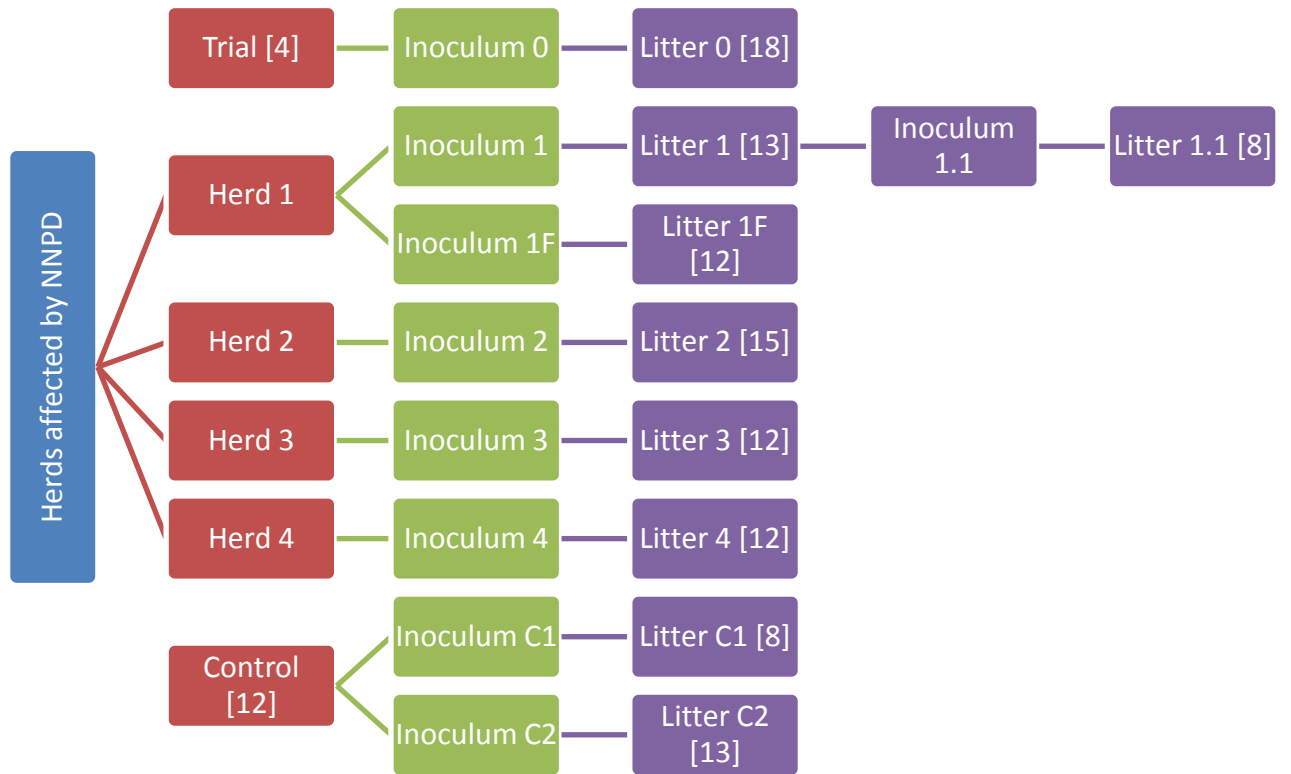 Trial [4]
Inoculum 0
Litter 0 [18]
Herds affected by NNPD
Herd 1
Inoculum 1
Litter 1 [13]
Inoculum
1.1
Litter 1.1 [8]
Inoculum 1F
Litter 1F
[12]
Herd 2
Inoculum 2
Litter 2 [15]
Herd 3
Inoculum 3
Litter 3 [12]
Herd 4
Inoculum 4
Litter 4 [12]
Control
[12]
Inoculum C1
Litter C1 [8]
Inoculum C2
Litter C2
[13]